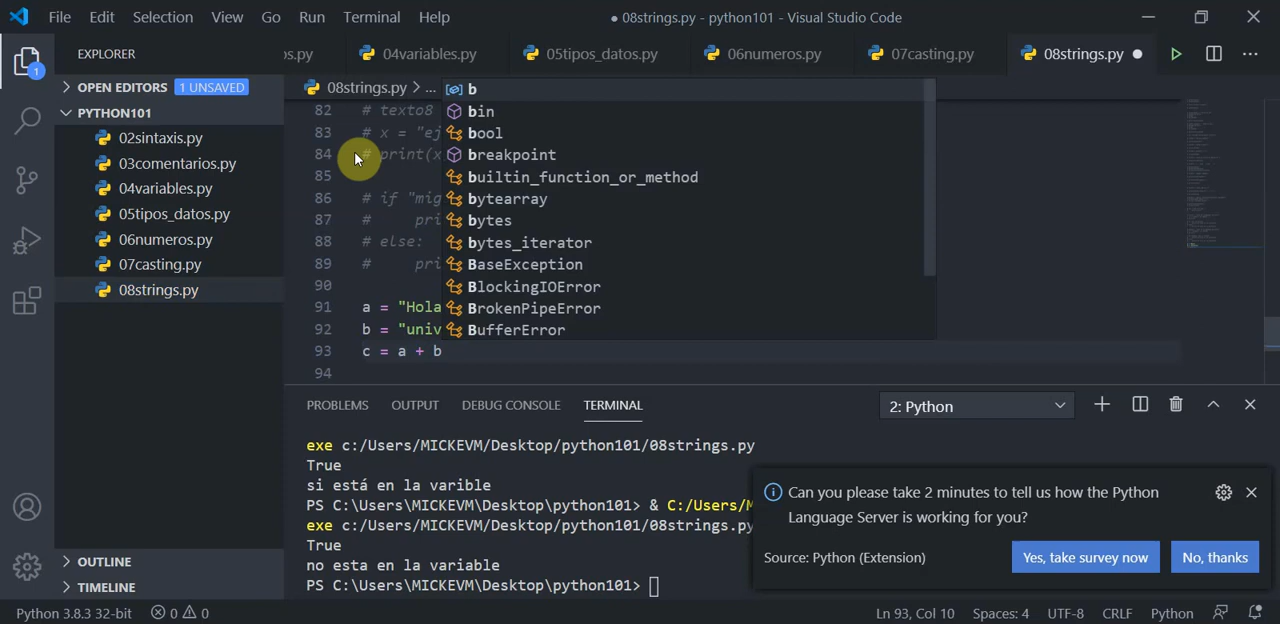 File Edit Selection View Go Run Terminal Help ● 08strings.py - python101 - Visual Studio Code
EXPLORER os.py 04variables.py 05tipos_datos.py 06numeros.py 07casting.py 08strings.py
1
OPEN EDITORS 1 UNSAVED
08strings.py > ...
PYTHON101
02sintaxis.py
03comentarios.py
04variables.py
05tipos_datos.py
06numeros.py
07casting.py
08strings.py
82 # texto8
83 # x = "ej
84 # print(x
85
86 # if "mig
87 # pri
88 # else:
89 # pri
90
91 a = "Hola
92 b = "univ
93 c = a + b
94
b
bin
bool
breakpoint
builtin_function_or_method
bytearray
bytes
bytes_iterator
BaseException
BlockingIOError
BrokenPipeError
BufferError
PROBLEMS OUTPUT DEBUG CONSOLE TERMINAL 2: Python
exe c:/Users/MICKEVM/Desktop/python101/08strings.py
True
si está en la varible
PS C:\Users\MICKEVM\Desktop\python101> & C:/Users/M
exe c:/Users/MICKEVM/Desktop/python101/08strings.py
True
no esta en la variable
PS C:\Users\MICKEVM\Desktop\python101>
Can you please take 2 minutes to tell us how the Python
Language Server is working for you?
Source: Python (Extension) Yes, take survey now No, thanks
OUTLINE
TIMELINE
Python 3.8.3 32-bit 0 0 Ln 93, Col 10 Spaces: 4 UTF-8 CRLF Python